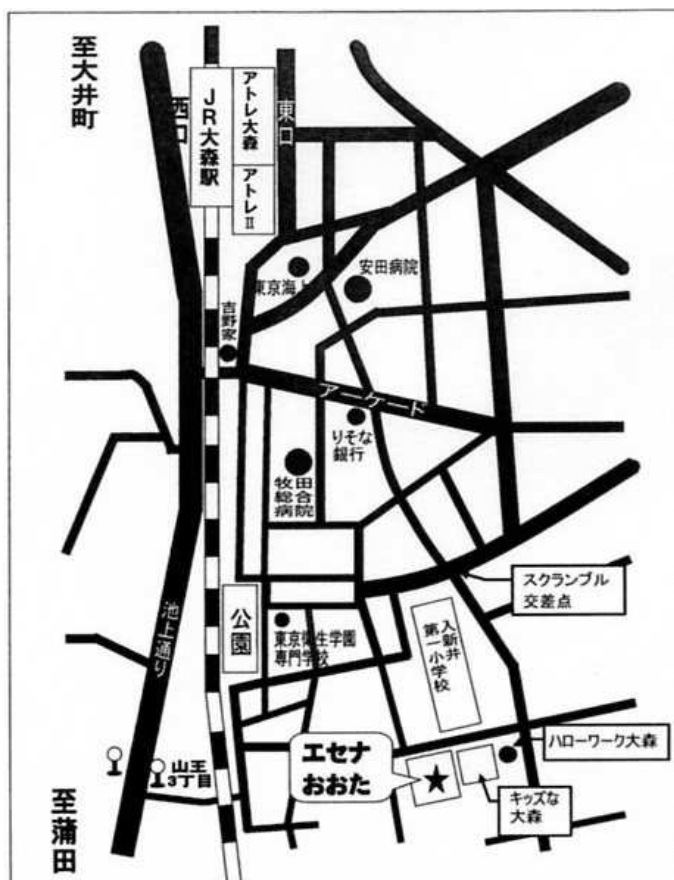 至大井町
西口
JR大森駅
アトレ大森
アトレⅡ
東口
東京海上
安田病院
吉野家
アーケード
りそな
銀行
牧田
総合
病院
スクランブル
交差点
公園
東京衛生学園
専門学校
入新井
第一小学校
池上通り
ハローワーク大森
エセナ
おおた
キッズな
大森
山王
3丁目
至蒲田